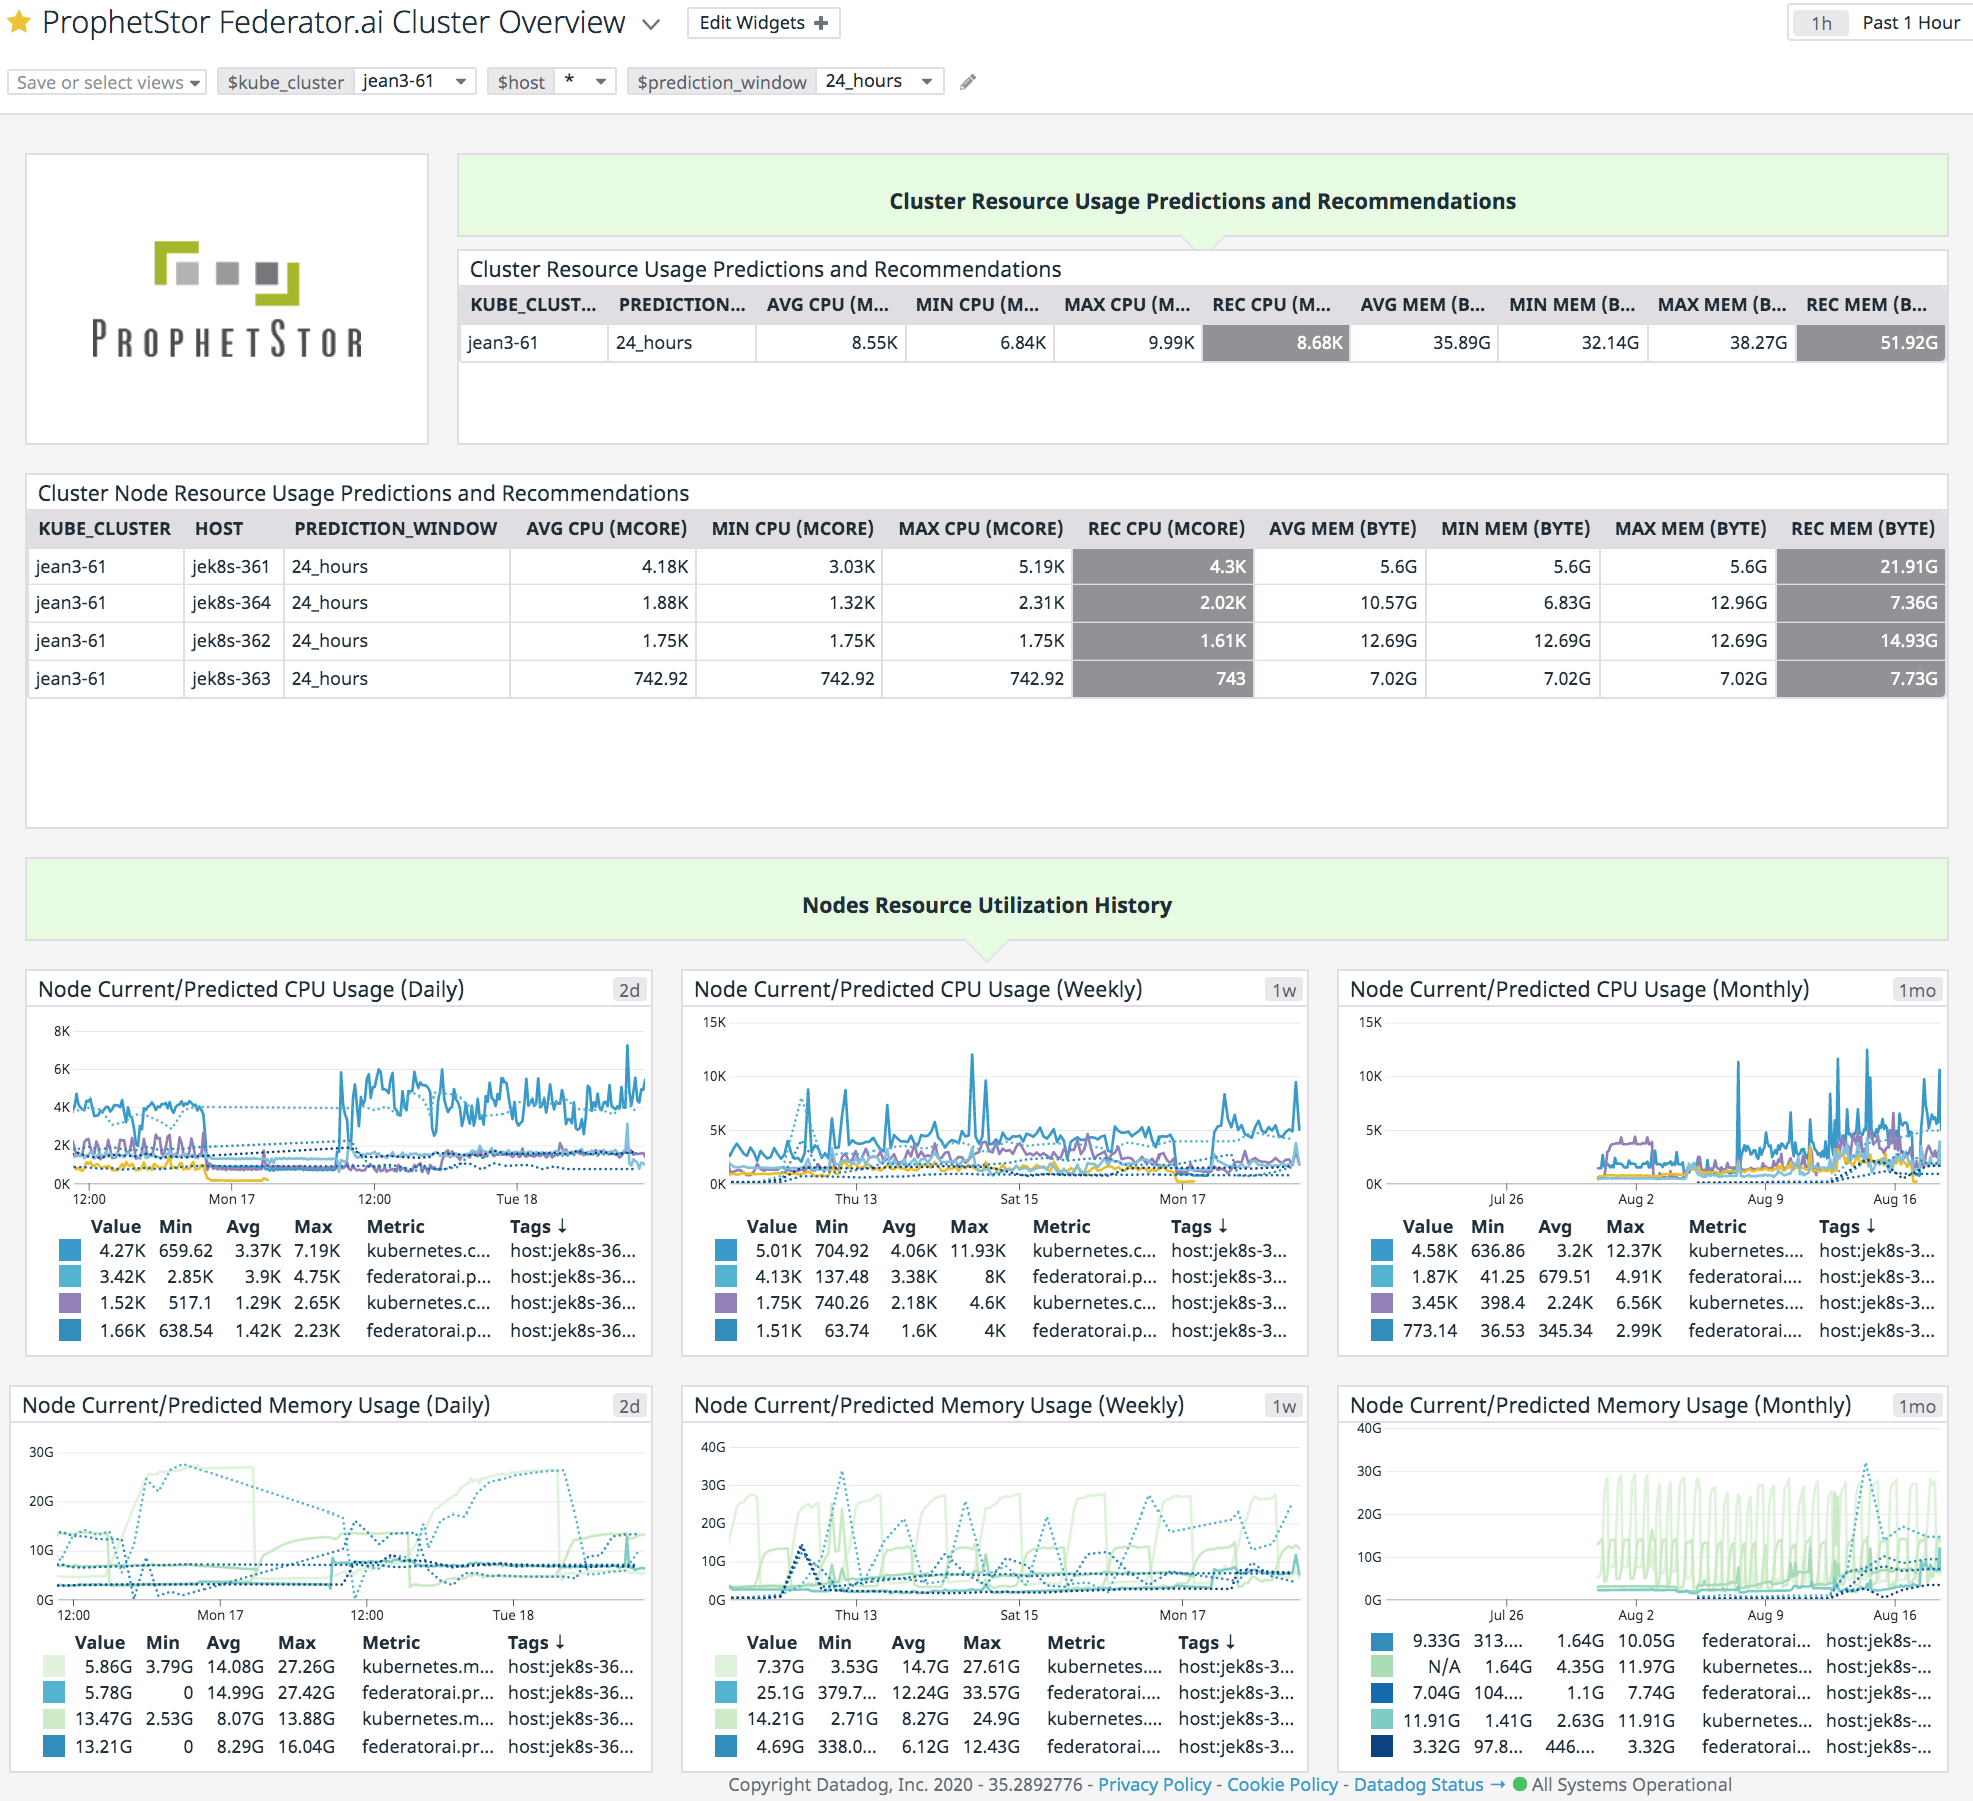 ProphetStor Federator.ai Cluster Overview Edit Widgets + 1h Past 1 Hour
Save or select views $kube_cluster jean3-61 $host * $prediction_window 24_hours
PROPHETSTOR
Cluster Resource Usage Predictions and Recommendations
Cluster Resource Usage Predictions and Recommendations
KUBE_CLUST... PREDICTION... AVG CPU (M... MIN CPU (M... MAX CPU (M... REC CPU (M... AVG MEM (B... MIN MEM (B... MAX MEM (B... REC MEM (B...
jean3-61 24_hours 8.55K 6.84K 9.99K 8.68K 35.89G 32.14G 38.27G 51.92G
Cluster Node Resource Usage Predictions and Recommendations
KUBE_CLUSTER HOST PREDICTION_WINDOW AVG CPU (MCORE) MIN CPU (MCORE) MAX CPU (MCORE) REC CPU (MCORE) AVG MEM (BYTE) MIN MEM (BYTE) MAX MEM (BYTE) REC MEM (BYTE)
jean3-61 jek8s-361 24_hours 4.18K 3.03K 5.19K 4.3K 5.6G 5.6G 5.6G 21.91G
jean3-61 jek8s-364 24_hours 1.88K 1.32K 2.31K 2.02K 10.57G 6.83G 12.96G 7.36G
jean3-61 jek8s-362 24_hours 1.75K 1.75K 1.75K 1.61K 12.69G 12.69G 12.69G 14.93G
jean3-61 jek8s-363 24_hours 742.92 742.92 742.92 743 7.02G 7.02G 7.02G 7.73G
Nodes Resource Utilization History
Node Current/Predicted CPU Usage (Daily) 2d
8K
6K
4K
2K
0K
12:00 Mon 17 12:00 Tue 18
Value Min Avg Max Metric Tags ↓
4.27K 659.62 3.37K 7.19K kubernetes.c... host:jek8s-36...
3.42K 2.85K 3.9K 4.75K federatorai.p... host:jek8s-36...
1.52K 517.1 1.29K 2.65K kubernetes.c... host:jek8s-36...
1.66K 638.54 1.42K 2.23K federatorai.p... host:jek8s-36...
Node Current/Predicted CPU Usage (Weekly) 1w
15K
10K
5K
0K
Thu 13 Sat 15 Mon 17
Value Min Avg Max Metric Tags ↓
5.01K 704.92 4.06K 11.93K kubernetes.c... host:jek8s-3...
4.13K 137.48 3.38K 8K federatorai.p... host:jek8s-3...
1.75K 740.26 2.18K 4.6K kubernetes.c... host:jek8s-3...
1.51K 63.74 1.6K 4K federatorai.p... host:jek8s-3...
Node Current/Predicted CPU Usage (Monthly) 1mo
15K
10K
5K
0K
Jul 26 Aug 2 Aug 9 Aug 16
Value Min Avg Max Metric Tags ↓
4.58K 636.86 3.2K 12.37K kubernetes.... host:jek8s-3...
1.87K 41.25 679.51 4.91K federatorai.... host:jek8s-3...
3.45K 398.4 2.24K 6.56K kubernetes.... host:jek8s-3...
773.14 36.53 345.34 2.99K federatorai.... host:jek8s-3...
Node Current/Predicted Memory Usage (Daily) 2d
30G
20G
10G
0G
12:00 Mon 17 12:00 Tue 18
Value Min Avg Max Metric Tags ↓
5.86G 3.79G 14.08G 27.26G kubernetes.m... host:jek8s-36...
5.78G 0 14.99G 27.42G federatorai.pr... host:jek8s-36...
13.47G 2.53G 8.07G 13.88G kubernetes.m... host:jek8s-36...
13.21G 0 8.29G 16.04G federatorai.pr... host:jek8s-36...
Node Current/Predicted Memory Usage (Weekly) 1w
40G
30G
20G
10G
0G
Thu 13 Sat 15 Mon 17
Value Min Avg Max Metric Tags ↓
7.37G 3.53G 14.7G 27.61G kubernetes.... host:jek8s-3...
25.1G 379.7... 12.24G 33.57G federatorai.... host:jek8s-3...
14.21G 2.71G 8.27G 24.9G kubernetes.... host:jek8s-3...
4.69G 338.0... 6.12G 12.43G federatorai.... host:jek8s-3...
Node Current/Predicted Memory Usage (Monthly) 1mo
40G
30G
20G
10G
0G
Jul 26 Aug 2 Aug 9 Aug 16
9.33G 313.... 1.64G 10.05G federatorai... host:jek8s-...
N/A 1.64G 4.35G 11.97G kubernetes... host:jek8s-...
7.04G 104.... 1.1G 7.74G federatorai... host:jek8s-...
11.91G 1.41G 2.63G 11.91G kubernetes... host:jek8s-...
3.32G 97.8... 446.... 3.32G federatorai... host:jek8s-...
Copyright Datadog, Inc. 2020 - 35.2892776 - Privacy Policy - Cookie Policy - Datadog Status → All Systems Operational